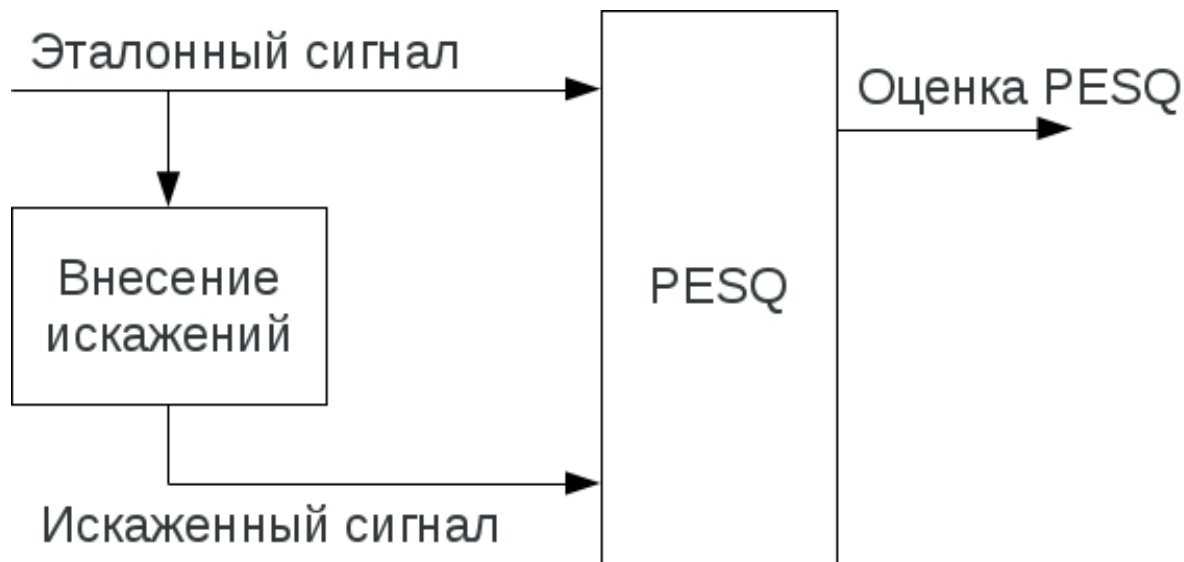 Эталонный сигнал
Оценка PESQ
Внесение
искажений
PESQ
Искаженный сигнал